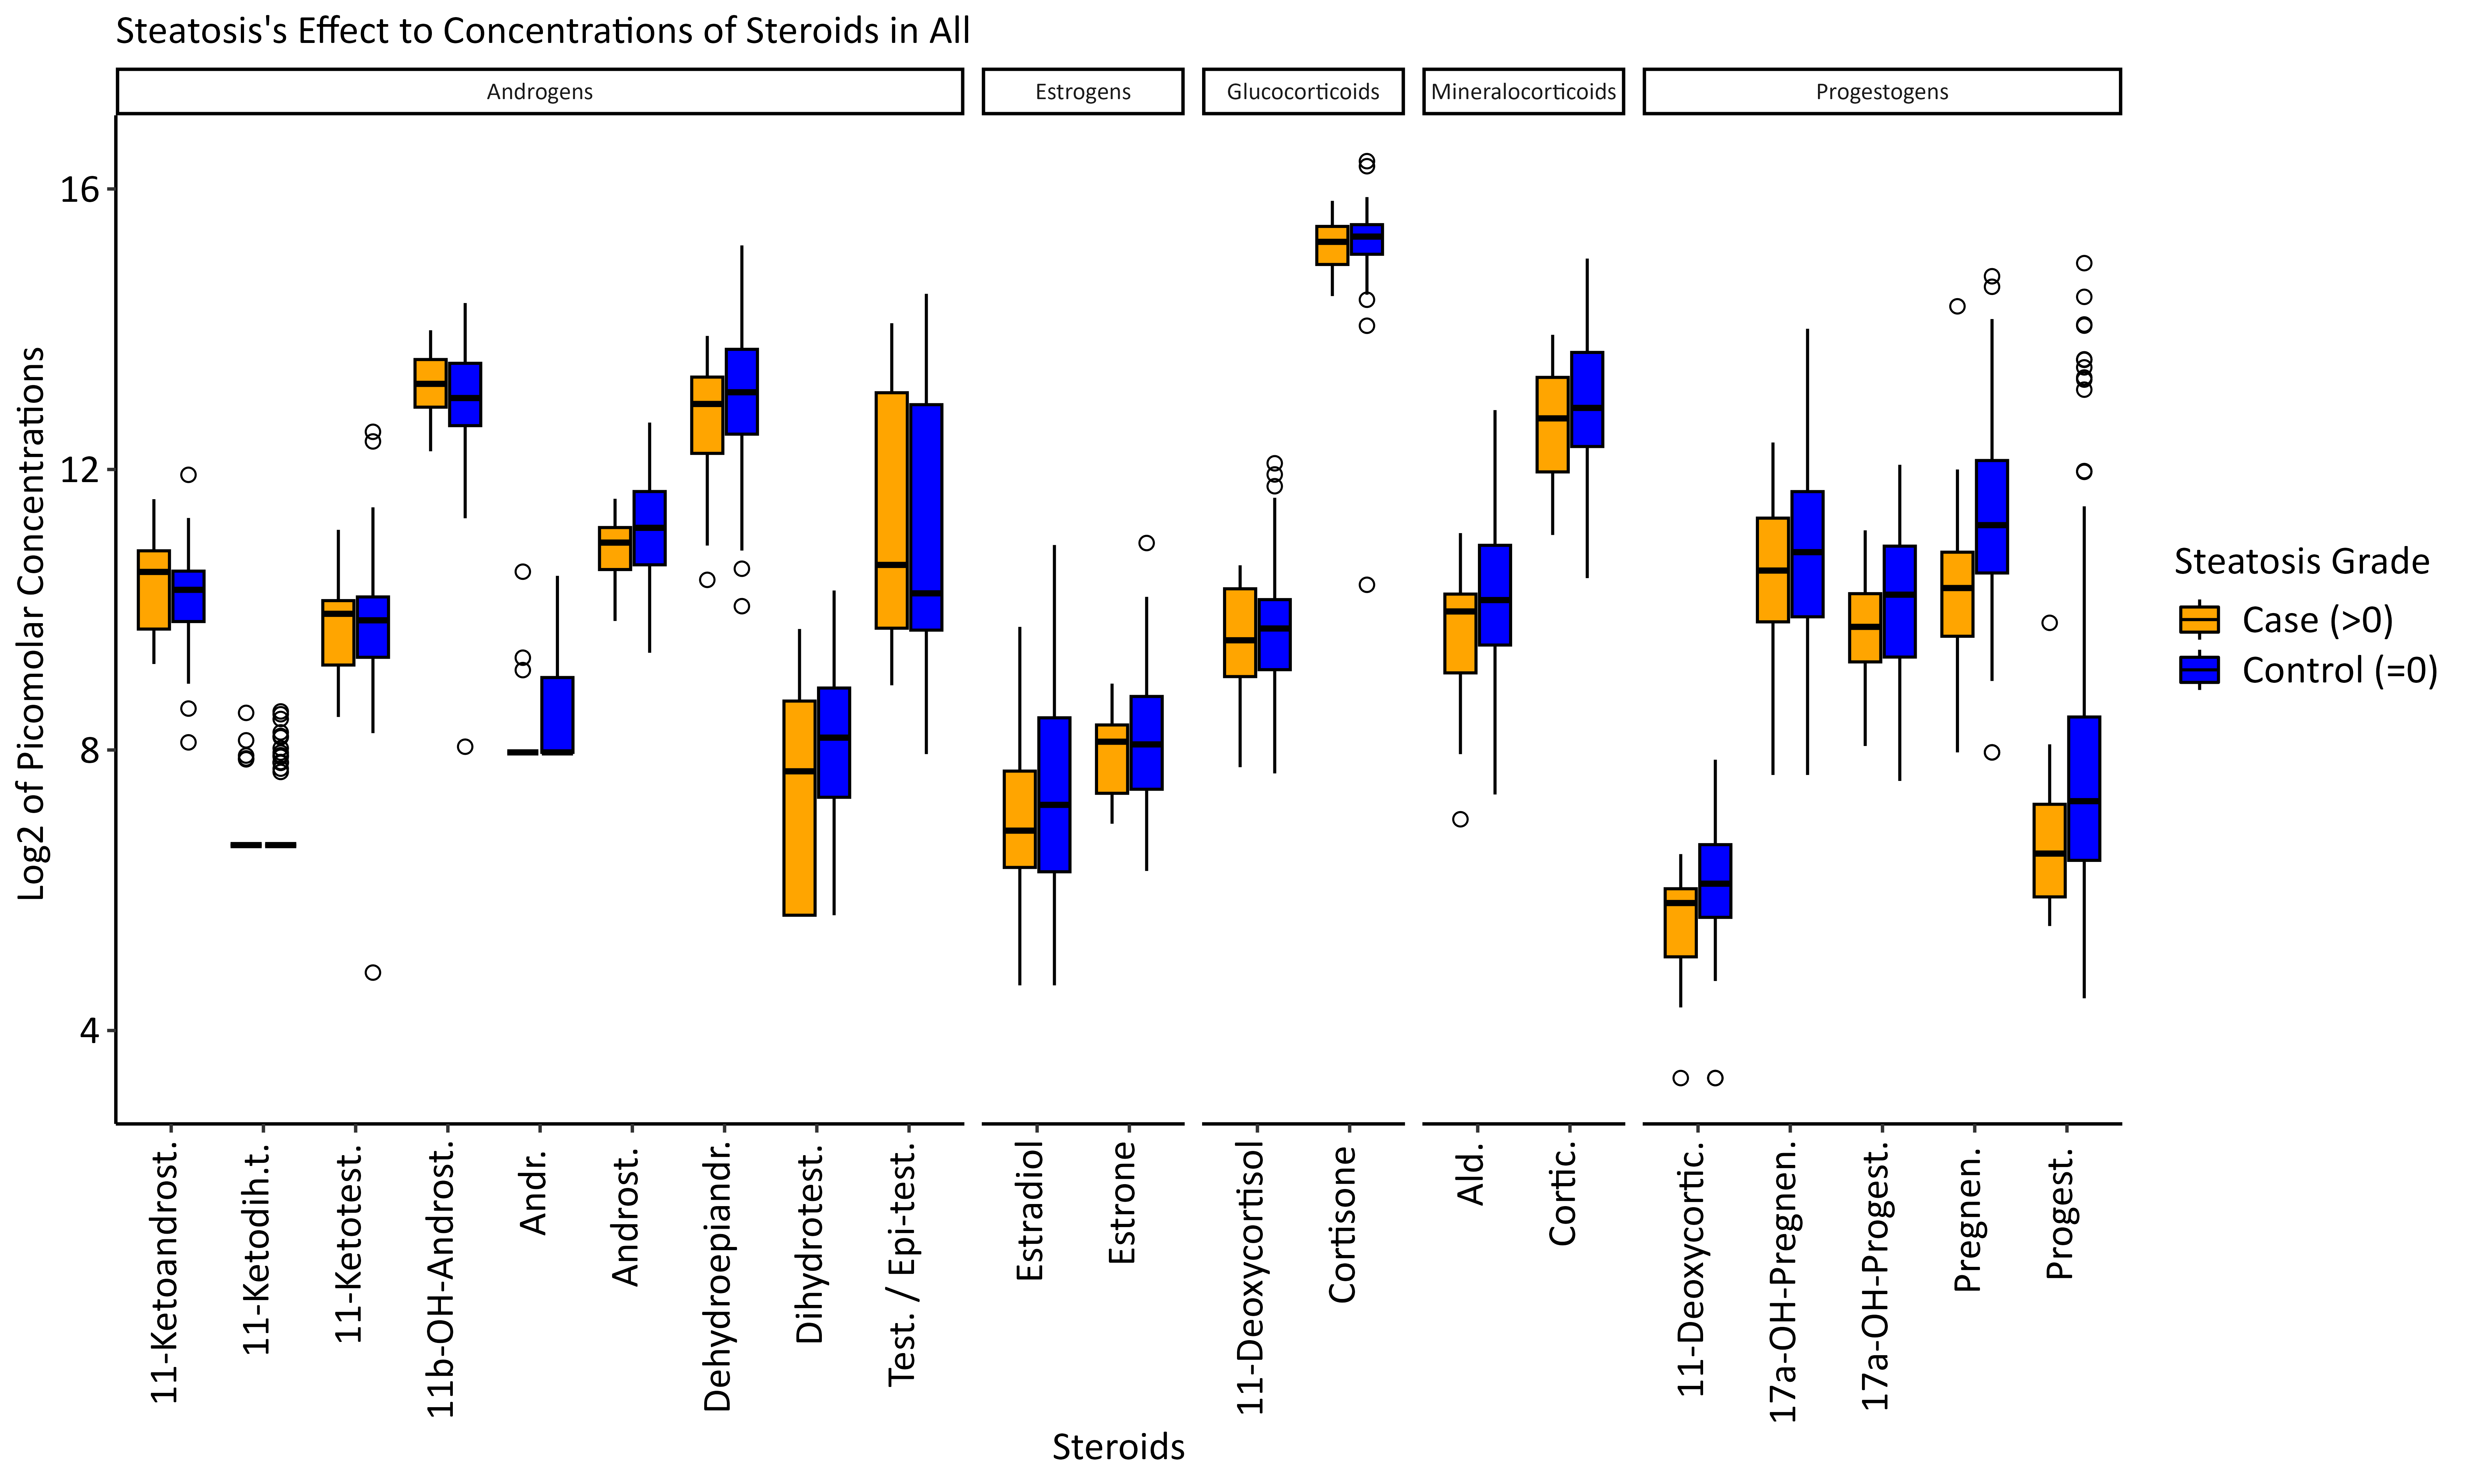 Steatosis's Effect to Concentrations of Steroids in All
Androgens
Estrogens
Glucocorticoids
Mineralocorticoids
Progestogens
Log2 of Picomolar Concentrations
16
12
8
4
11-Ketoandrost.
11-Ketodih.t.
11-Ketotest.
11b-OH-Androst.
Andr.
Androst.
Dehydroepiandr.
Dihydrotest.
Test. / Epi-test.
Estradiol
Estrone
11-Deoxycortisol
Cortisone
Ald.
Cortic.
11-Deoxycortic.
17a-OH-Pregnen.
17a-OH-Progest.
Pregnen.
Progest.
Steroids
Steatosis Grade
Case (>0)
Control (=0)